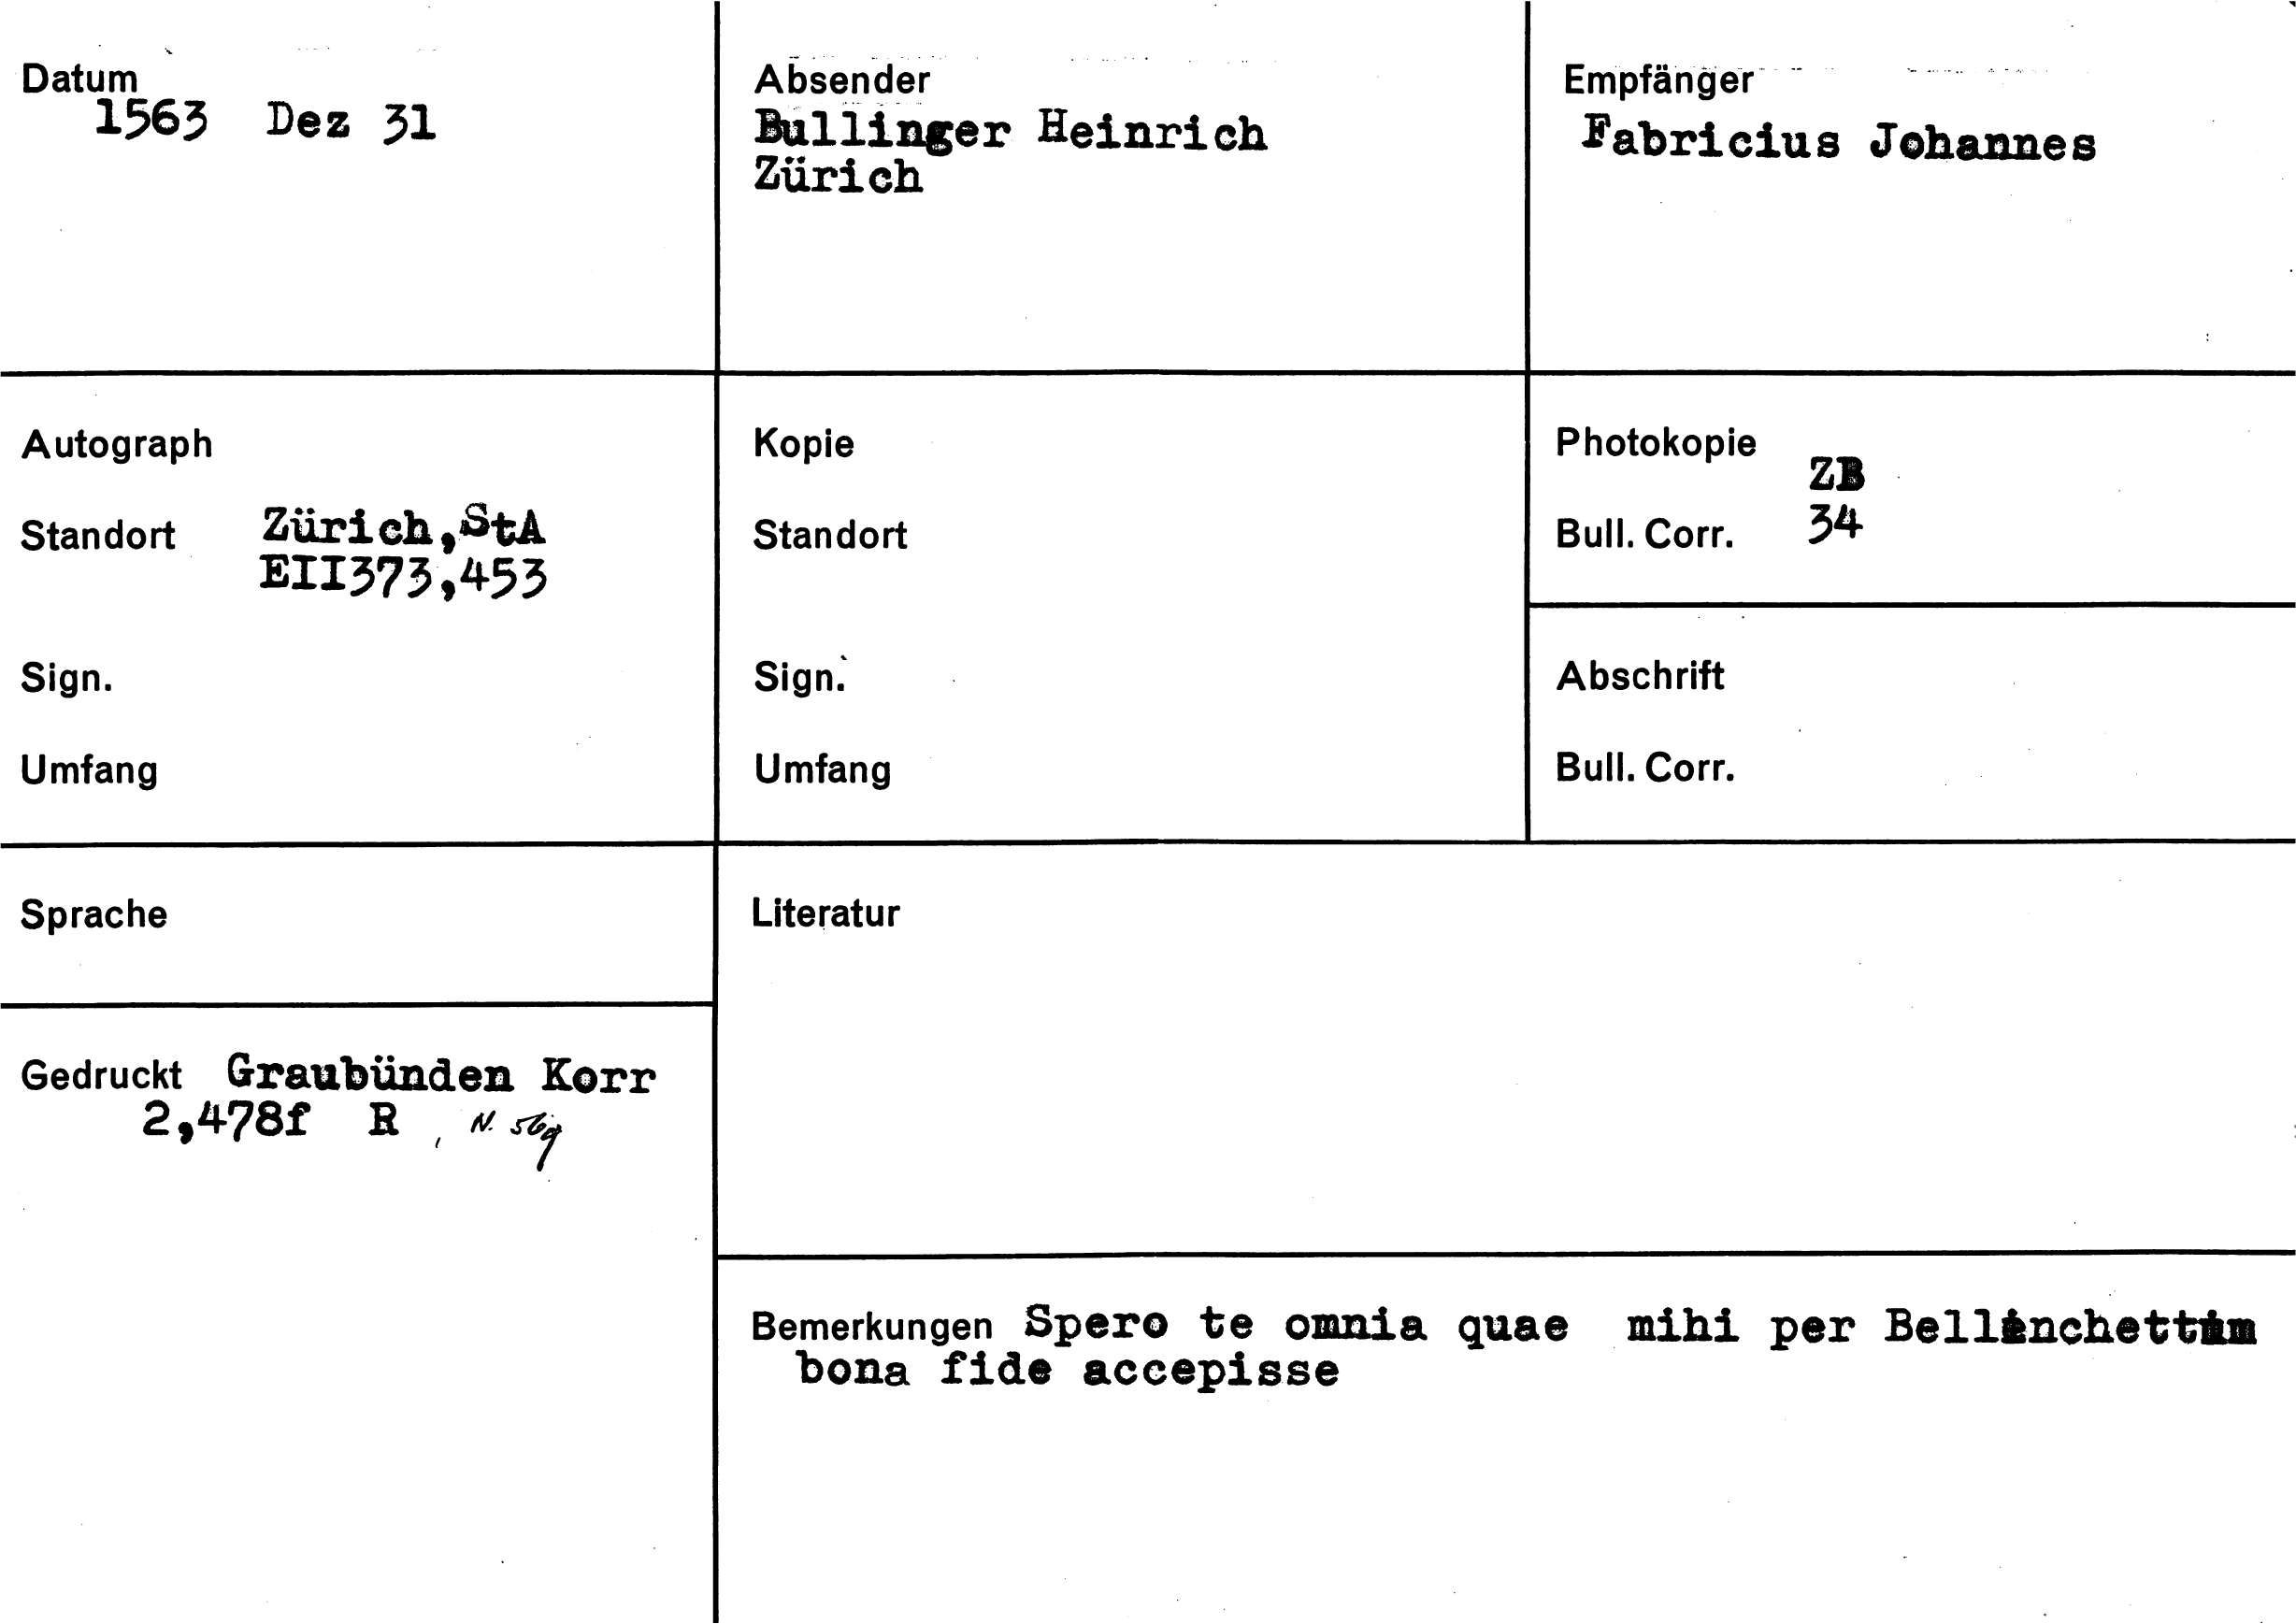 Datum
1563 Dez 31
Absender
Bullinger Heinrich
Zürich
Empfänger
Fabricius Johannes
Autograph
Standort Zürich,StA
EII373,453
Sign.
Umfang
Kopie
Standort
Sign.
Umfang
Photokopie ZB
Bull. Corr. 34
Abschrift
Bull. Corr.
Sprache
Literatur
Gedruckt Graubünden Korr
2,478f R , N. 569
Bemerkungen Spero te omnia quae mihi per
bona fide accepisse